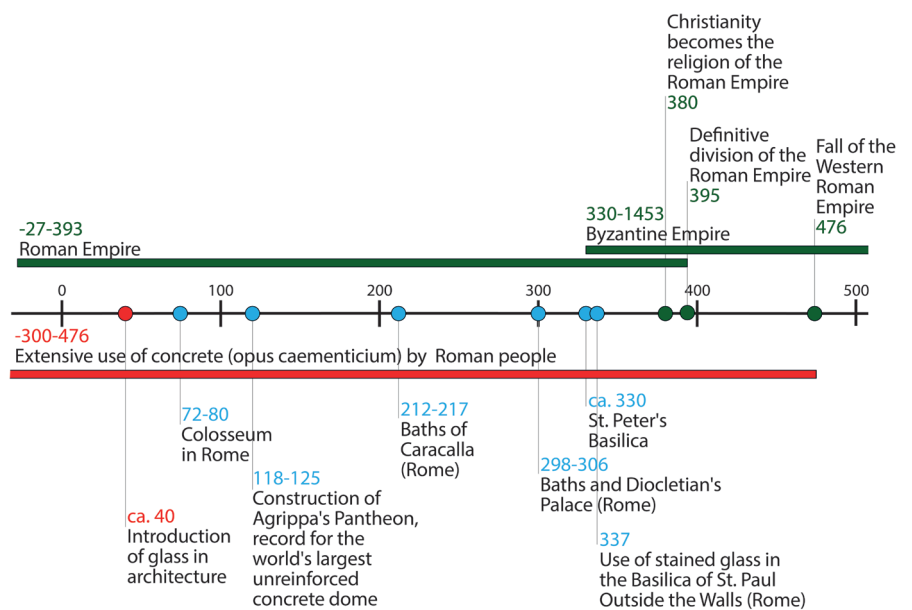 Christianity
becomes the
religion of the
Roman Empire
380
Definitive
division of the
Roman Empire
395
Fall of the
Western
Roman
Empire
476
330-1453
Byzantine Empire
-27-393
Roman Empire
0 100 200 300 400 500
-300-476
Extensive use of concrete (opus caementicium) by Roman people
72-80
Colosseum
in Rome
212-217
Baths of
Caracalla
(Rome)
ca. 330
St. Peter's
Basilica
118-125
Construction of
Agrippa's Pantheon,
record for the
world's largest
unreinforced
concrete dome
298-306
Baths and Diocletian's
Palace (Rome)
ca. 40
Introduction
of glass in
architecture
337
Use of stained glass in
the Basilica of St. Paul
Outside the Walls (Rome)